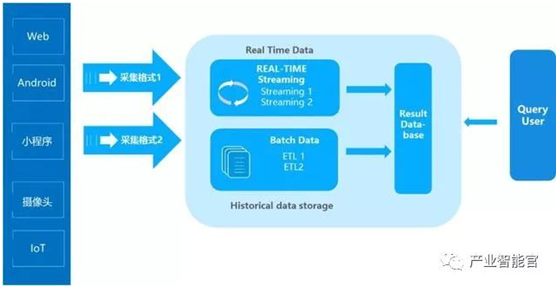 Web
Android
小程序
摄像头
IoT
采集格式1
采集格式2
Real Time Data
REAL-TIME
Streaming
Streaming 1
Streaming 2
Batch Data
ETL 1
ETL2
Historical data storage
Result
Data-
base
Query
User
产业智能官